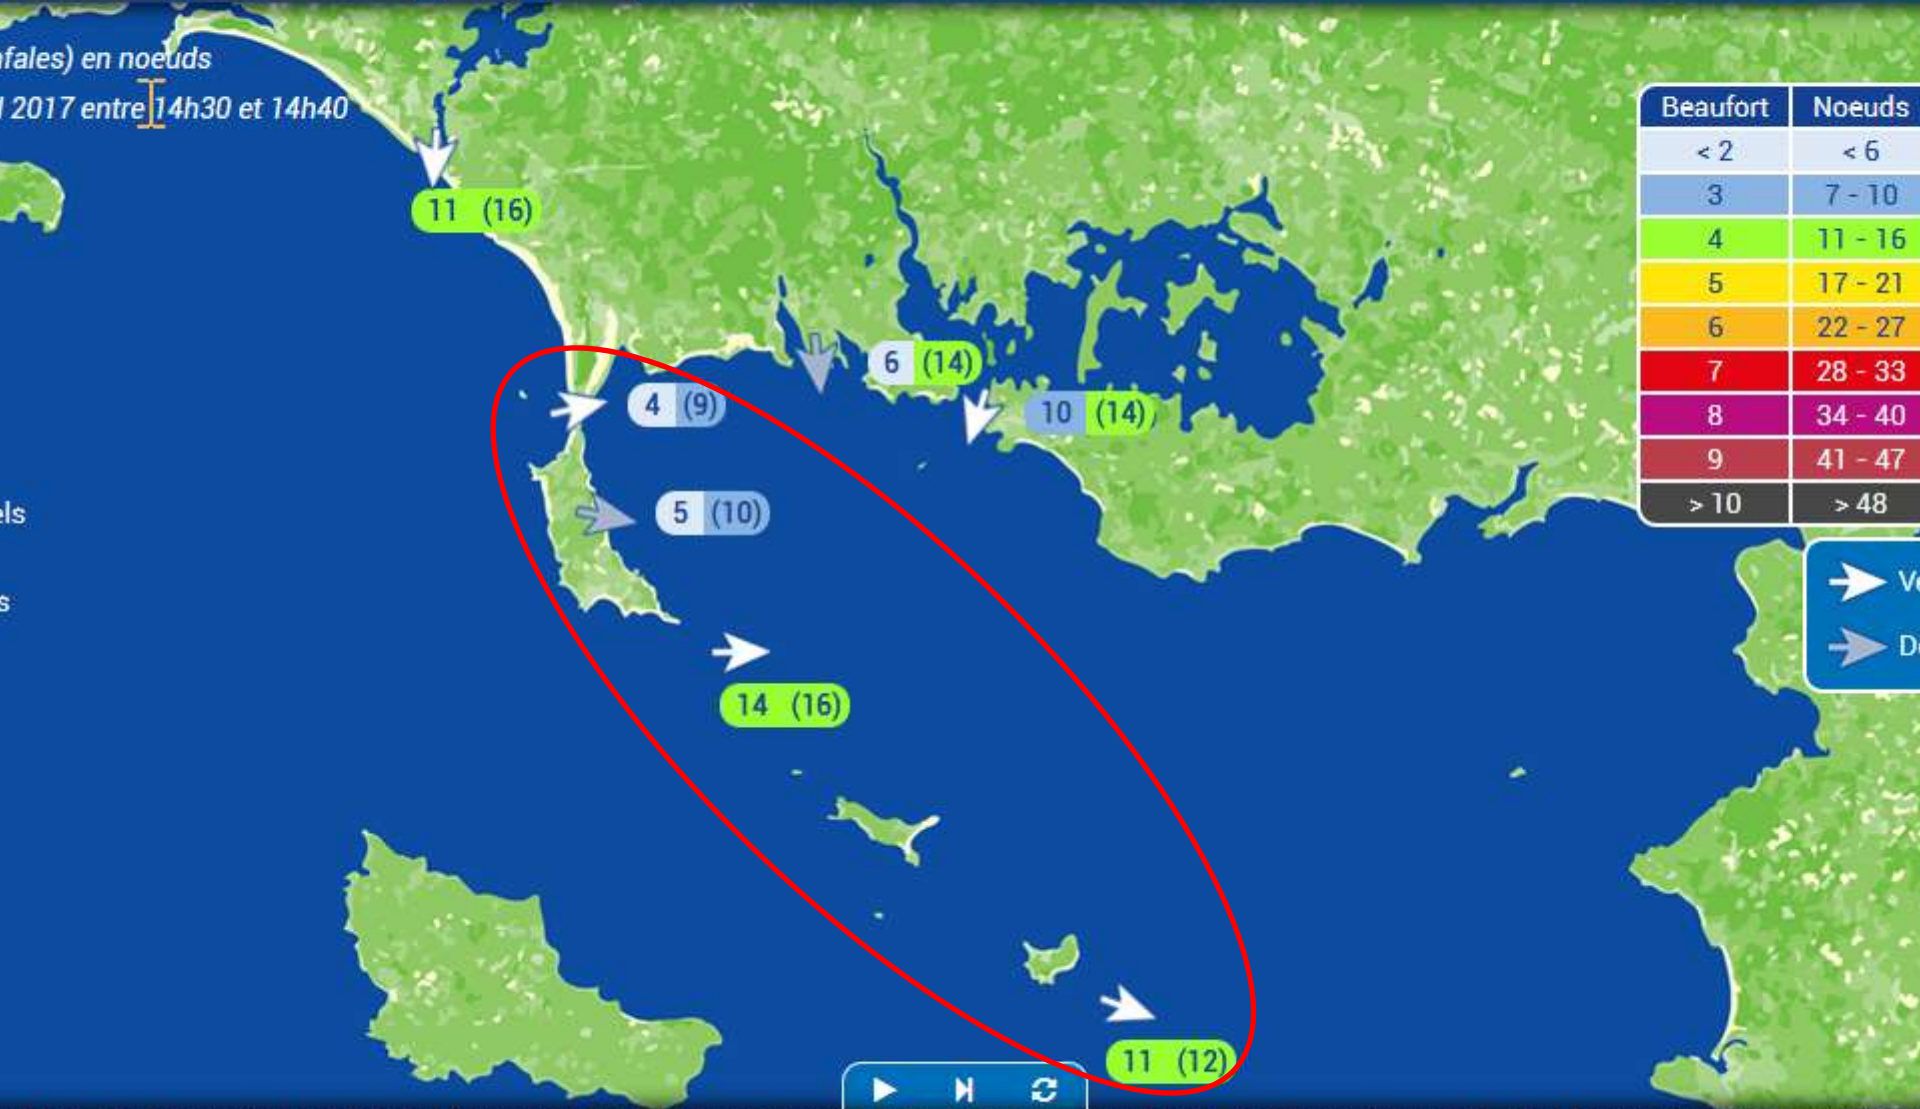 en noeuds
2017 entre 14h30 et 14h40
11 (16)
6 (14)
4 (9)
10 (14)
5 (10)
14 (16)
11 (12)
Beaufort Noeuds
< 2 < 6
3 7 - 10
4 11 - 16
5 17 - 21
6 22 - 27
7 28 - 33
8 34 - 40
9 41 - 47
> 10 > 48